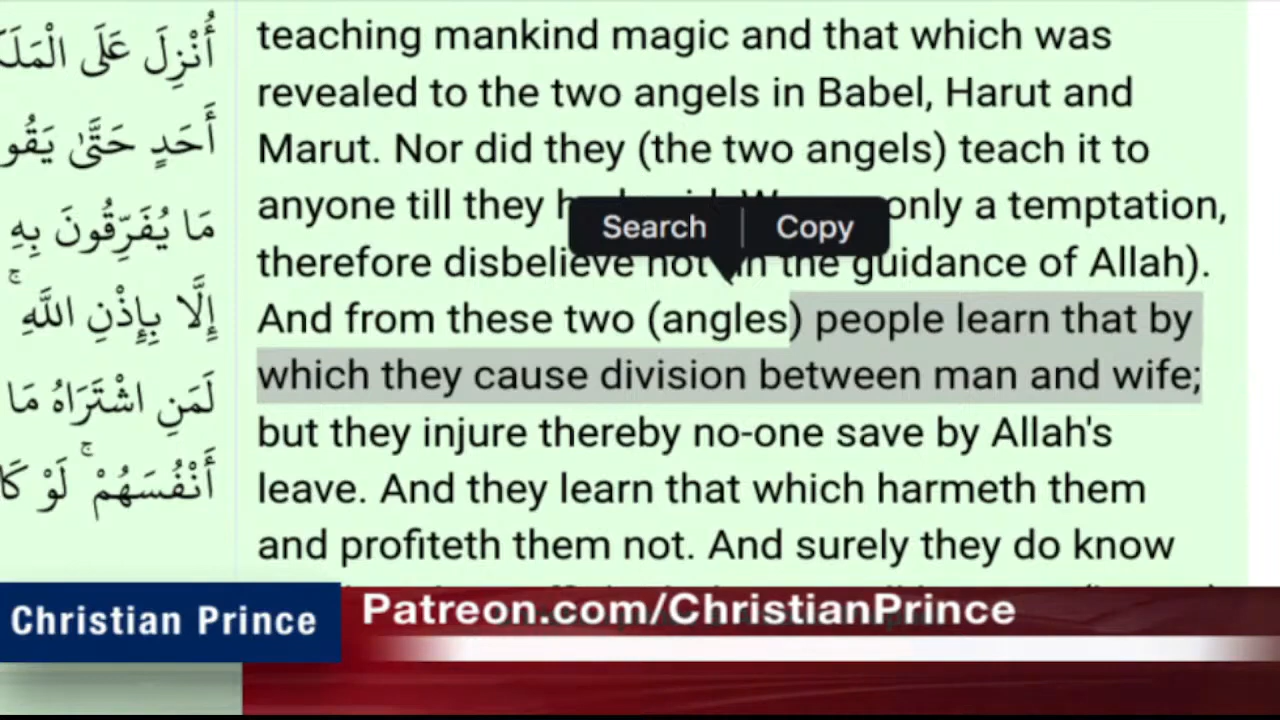 أُنْزِلَ عَلَى
أَحَدٍ حَتَّىٰ
مَا يُفَرِّقُونَ بِهِ
إِلَّا بِإِذْنِ اللَّهِ ۚ
لَمَنِ اشْتَرَاهُ مَا
أَنْفُسَهُمْ ۚ لَوْ
teaching mankind magic and that which was
revealed to the two angels in Babel, Harut and
Marut. Nor did they (the two angels) teach it to
anyone till they only a temptation,
Search Copy
therefore disbelieve not (in the guidance of Allah).
And from these two (angles) people learn that by
which they cause division between man and wife;
but they injure thereby no-one save by Allah's
leave. And they learn that which harmeth them
and profiteth them not. And surely they do know
Christian Prince
Patreon.com/ChristianPrince